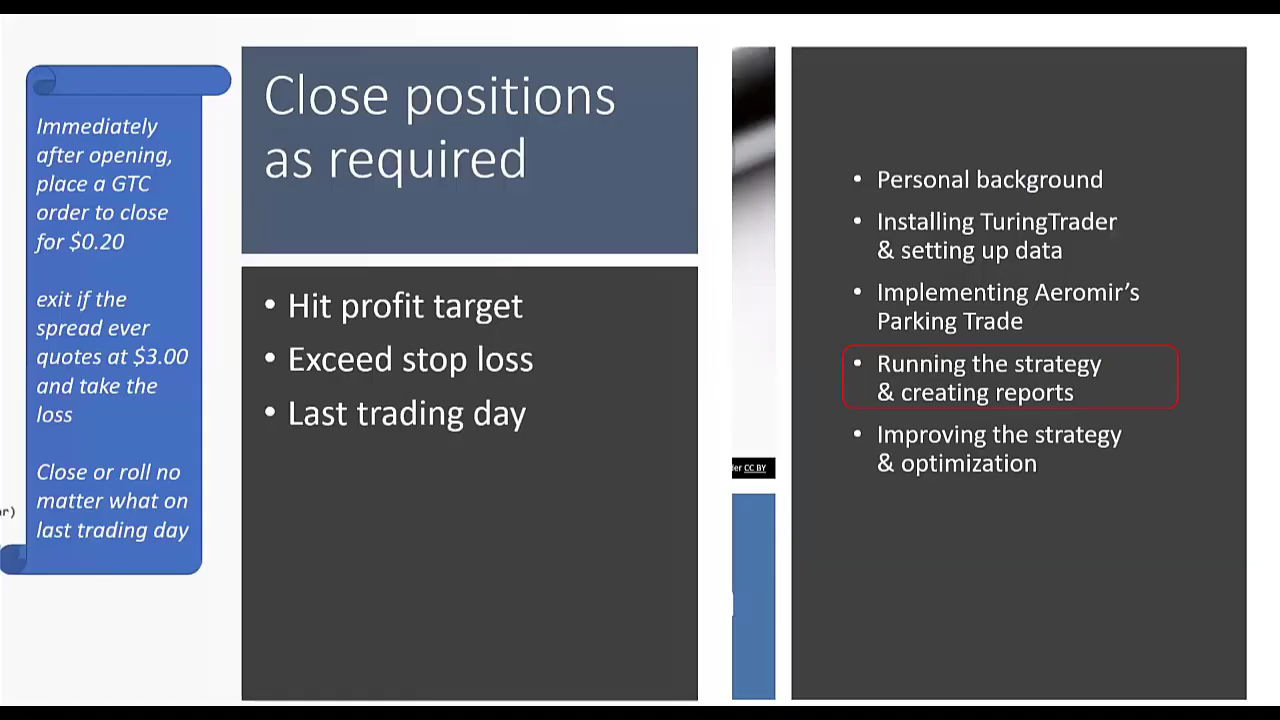 Immediately
after opening,
place a GTC
order to close
for $0.20
exit if the
spread ever
quotes at $3.00
and take the
loss
Close or roll no
matter what on
last trading day
Close positions
as required
• Hit profit target
• Exceed stop loss
• Last trading day
CC BY
• Personal background
• Installing TuringTrader
& setting up data
• Implementing Aeromir’s
Parking Trade
• Running the strategy
& creating reports
• Improving the strategy
& optimization